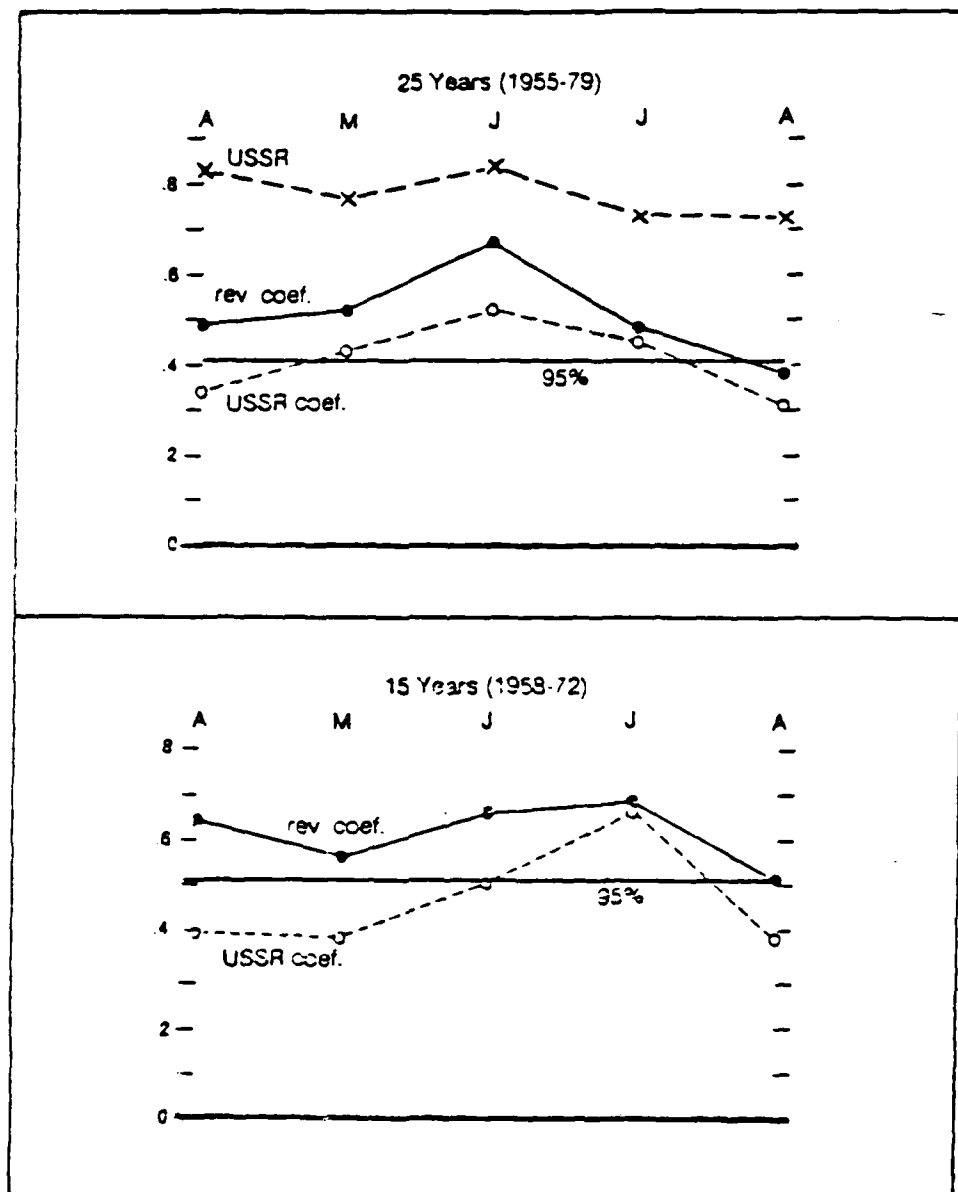 25 Years (1955-79)
A M J J A
USSR
.8
.6
rev coef.
.4
95%
USSR coef.
.2
0
15 Years (1958-72)
A M J J A
.8
rev coef.
.6
95%
.4
USSR coef.
.2
0